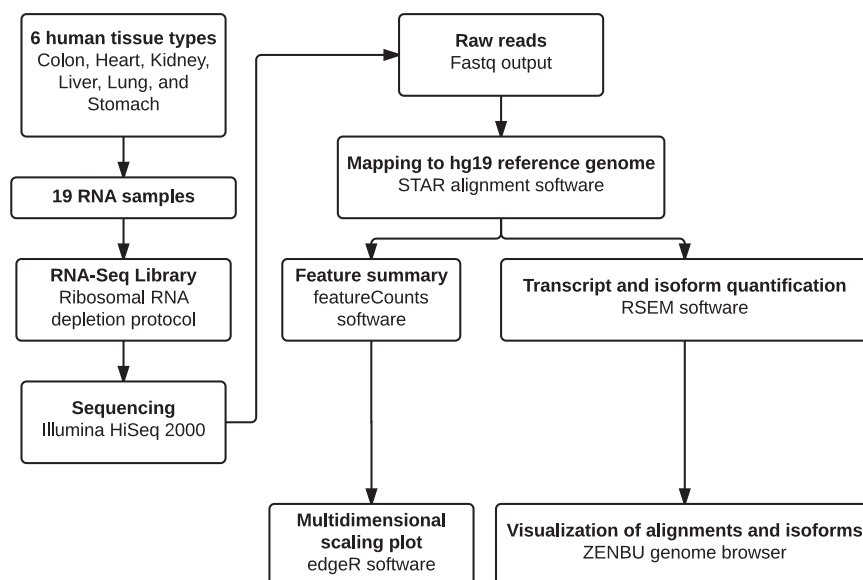 6 human tissue types
Colon, Heart, Kidney,
Liver, Lung, and
Stomach
19 RNA samples
RNA-Seq Library
Ribosomal RNA
depletion protocol
Sequencing
Illumina HiSeq 2000
Raw reads
Fastq output
Mapping to hg19 reference genome
STAR alignment software
Feature summary
featureCounts
software
Transcript and isoform quantification
RSEM software
Multidimensional
scaling plot
edgeR software
Visualization of alignments and isoforms
ZENBU genome browser